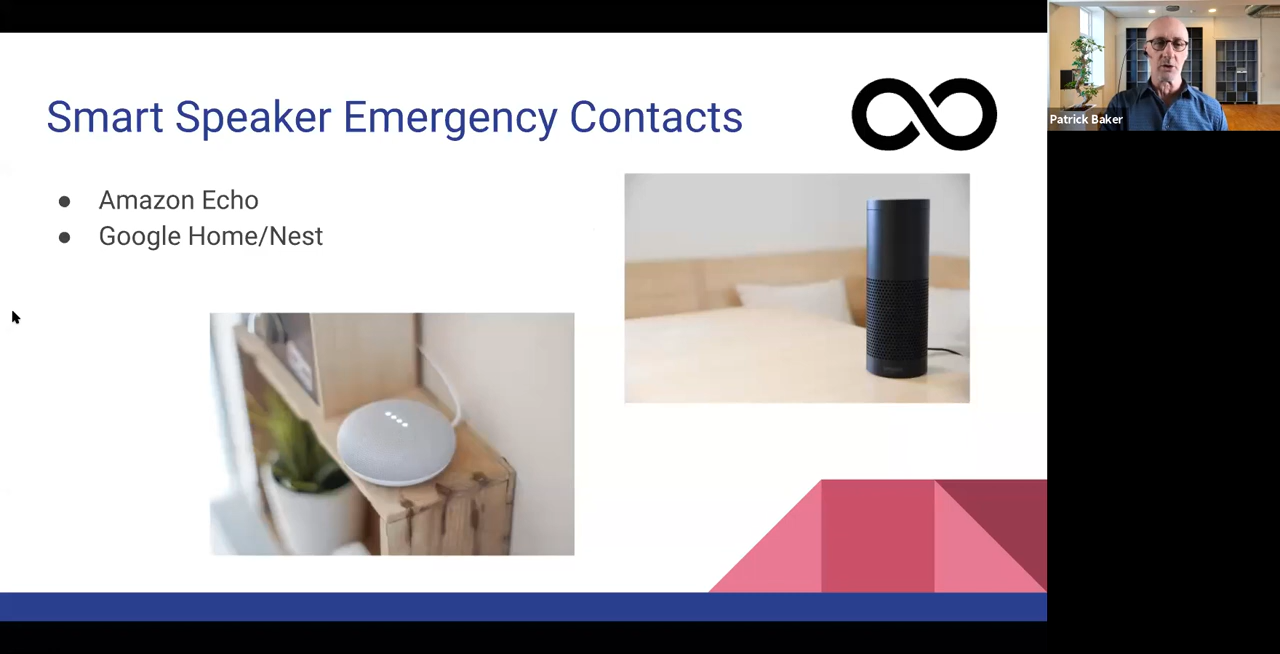 Smart Speaker Emergency Contacts
● Amazon Echo
● Google Home/Nest
Patrick Baker